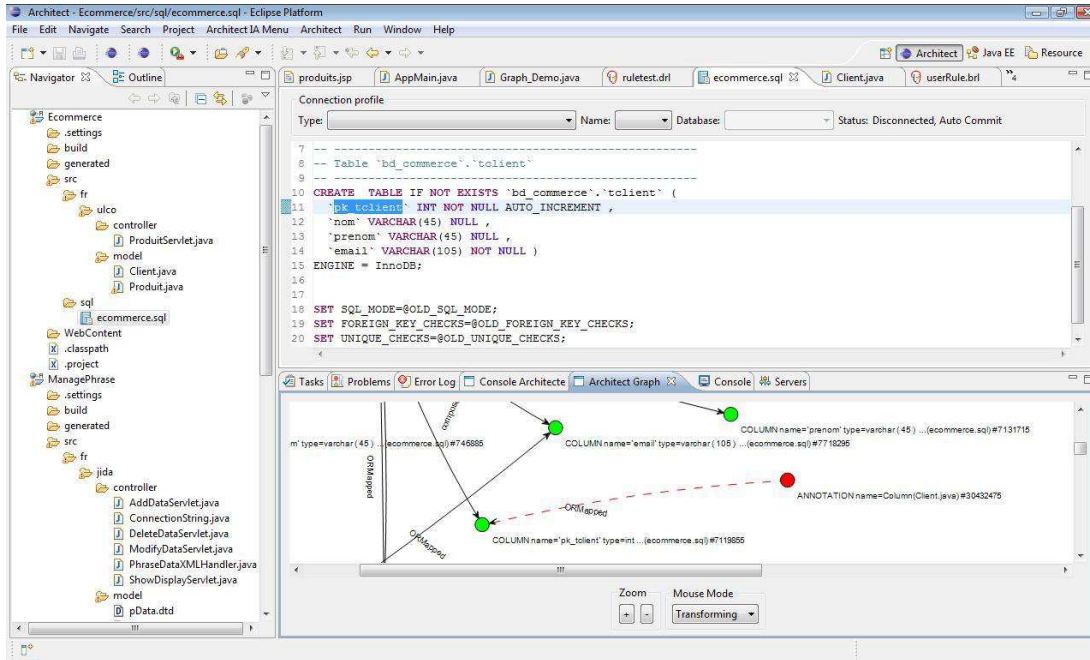 Architect - Ecommerce/src/sql/ecommerce.sql - Eclipse Platform
File Edit Navigate Search Project Architect IA Menu Architect Run Window Help
Architect Java EE Resource
Navigator Outline
produits.jsp AppMain.java Graph_Demo.java ruletest.drl ecommerce.sql Client.java userRule.brl 4
Ecommerce
.settings
build
generated
src
fr
ulco
controller
ProduitServlet.java
model
Client.java
Produit.java
sql
ecommerce.sql
WebContent
.classpath
.project
ManagePhrase
.settings
build
generated
src
fr
jida
controller
AddDataServlet.java
ConnectionString.java
DeleteDataServlet.java
ModifyDataServlet.java
PhraseDataXMLHandler.java
ShowDisplayServlet.java
model
pData.dtd
Connection profile
Type: Name: Database: Status: Disconnected, Auto Commit
7 -- -----------------------------------------------------
8 -- Table `bd_commerce`.`tclient`
9 -- -----------------------------------------------------
10 CREATE  TABLE IF NOT EXISTS `bd_commerce`.`tclient` (
11   `pk_tclient` INT NOT NULL AUTO_INCREMENT ,
12   `nom` VARCHAR(45) NULL ,
13   `prenom` VARCHAR(45) NULL ,
14   `email` VARCHAR(105) NOT NULL )
15 ENGINE = InnoDB;
16
17
18 SET SQL_MODE=@OLD_SQL_MODE;
19 SET FOREIGN_KEY_CHECKS=@OLD_FOREIGN_KEY_CHECKS;
20 SET UNIQUE_CHECKS=@OLD_UNIQUE_CHECKS;
Tasks Problems Error Log Console Architecte Architect Graph Console Servers
COLUMN name='prenom' type=varchar ( 45 ) ...(ecommerce.sql)#7131715
m' type=varchar ( 45 ) ...(ecommerce.sql)#746885
COLUMN name='email' type=varchar ( 105 ) ...(ecommerce.sql)#7718295
ORMapped
ANNOTATION name=Column(Client.java) #30432475
ORMapped
ORMapped
COLUMN name='pk_tclient' type=int ...(ecommerce.sql)#7119855
Zoom Mouse Mode
+ - Transforming